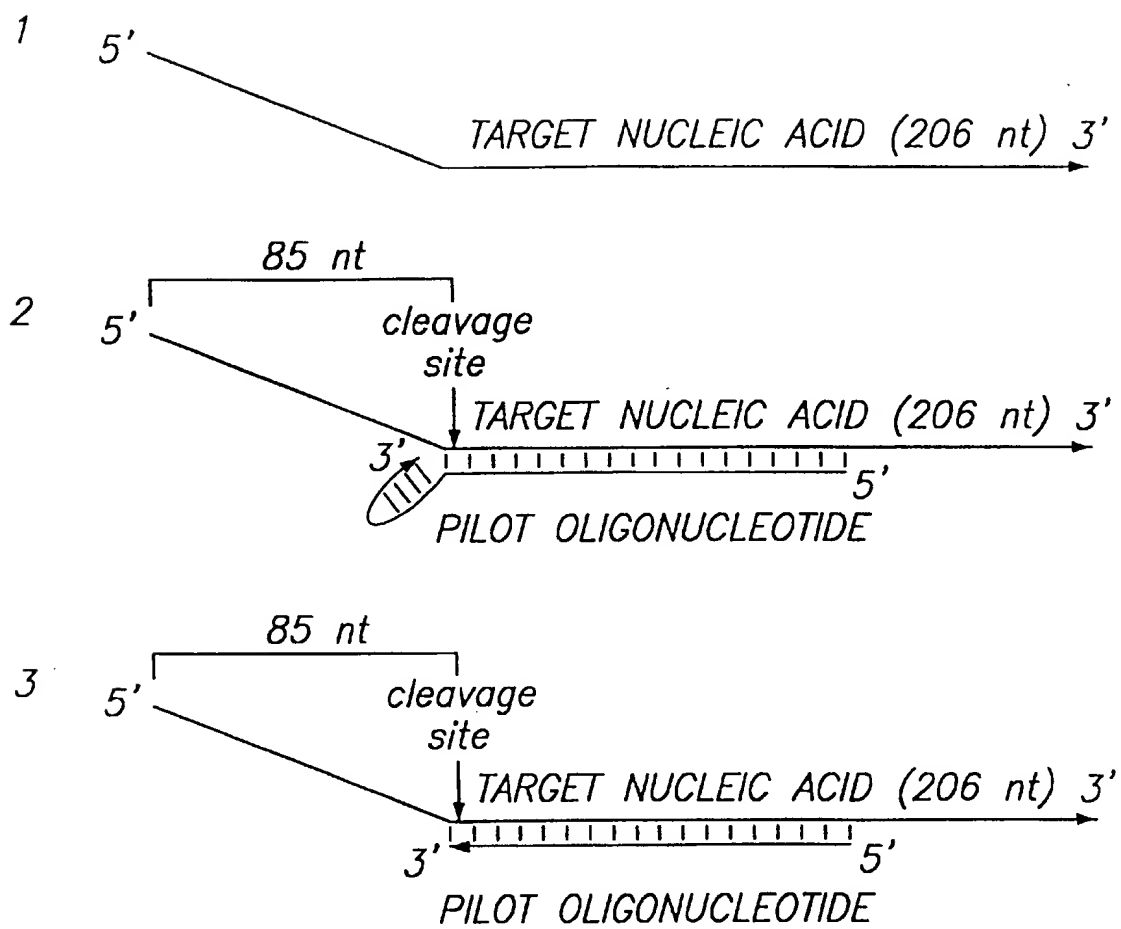 1
5'
TARGET NUCLEIC ACID (206 nt) 3'
85 nt
2
5'
cleavage
site
TARGET NUCLEIC ACID (206 nt) 3'
3'
5'
PILOT OLIGONUCLEOTIDE
85 nt
3
5'
cleavage
site
TARGET NUCLEIC ACID (206 nt) 3'
3'
5'
PILOT OLIGONUCLEOTIDE